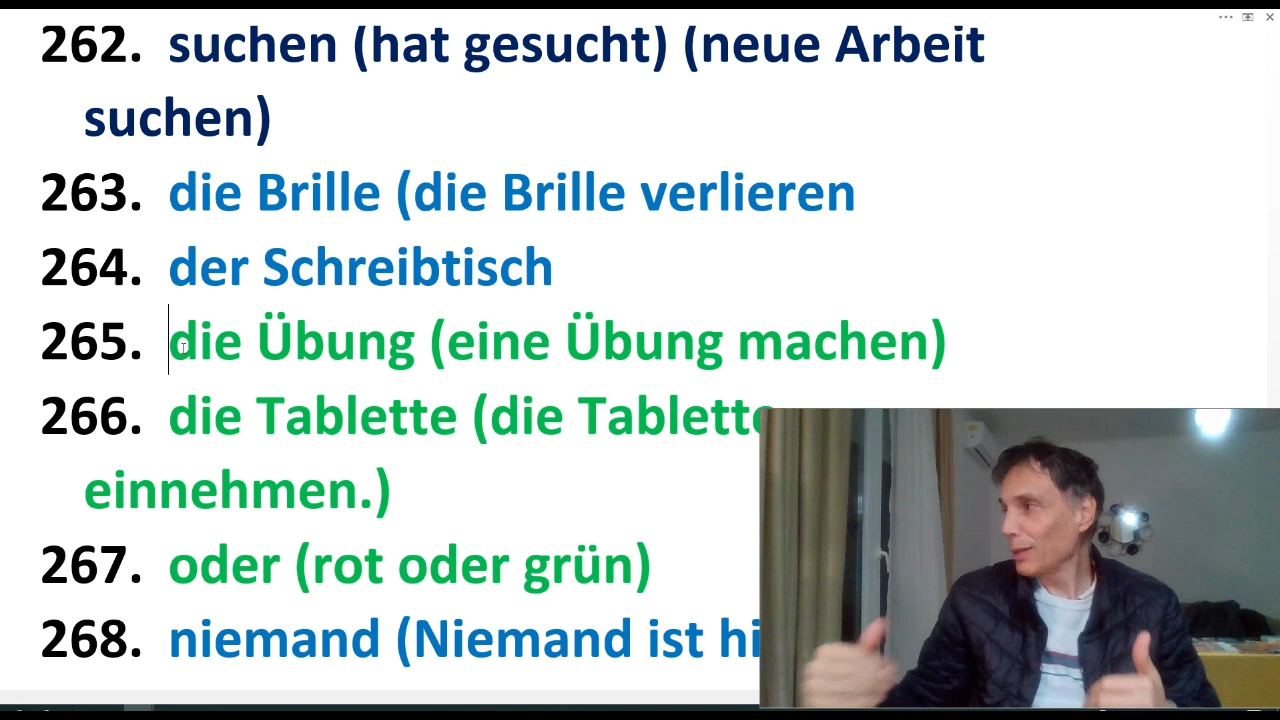 262. suchen (hat gesucht) (neue Arbeit
suchen)
263. die Brille (die Brille verlieren
264. der Schreibtisch
265. die Übung (eine Übung machen)
266. die Tablette (die Tablette
einnehmen.)
267. oder (rot oder grün)
268. niemand (Niemand ist